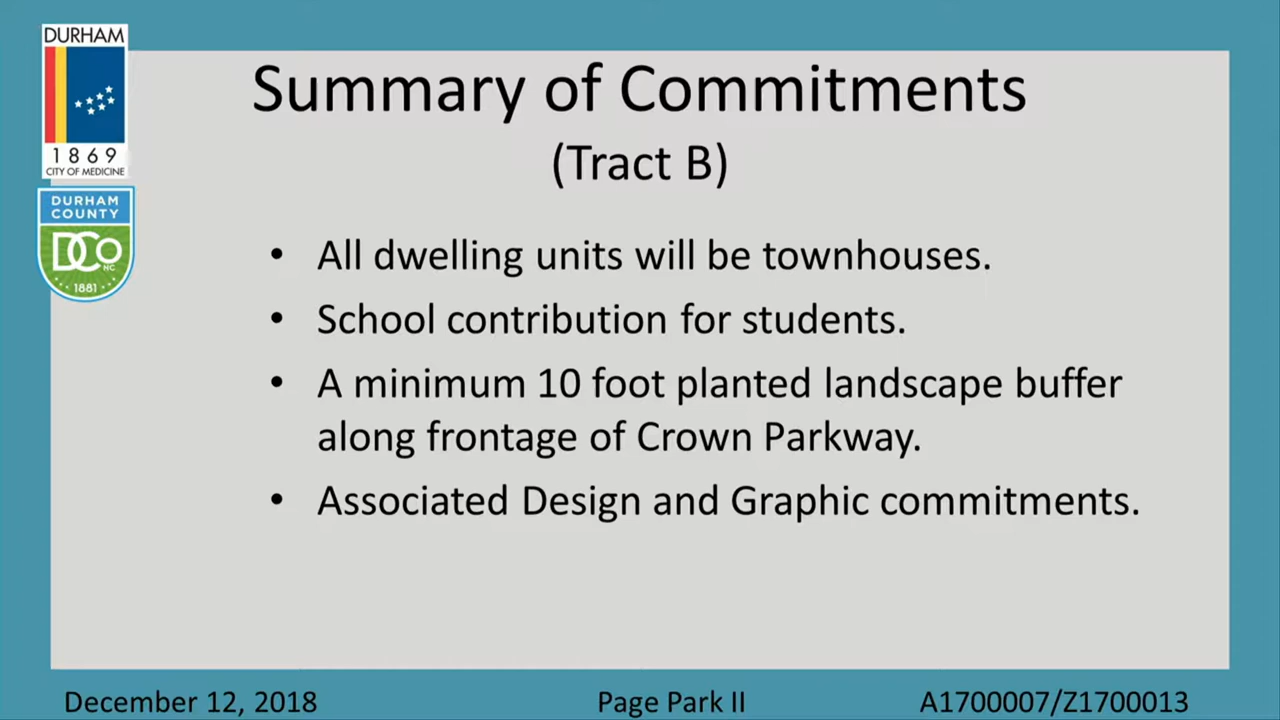 DURHAM
1869
CITY OF MEDICINE
DURHAM
COUNTY
DCo
NC
1881
Summary of Commitments
(Tract B)
• All dwelling units will be townhouses.
• School contribution for students.
• A minimum 10 foot planted landscape buffer
along frontage of Crown Parkway.
• Associated Design and Graphic commitments.
December 12, 2018
Page Park II
A1700007/Z1700013